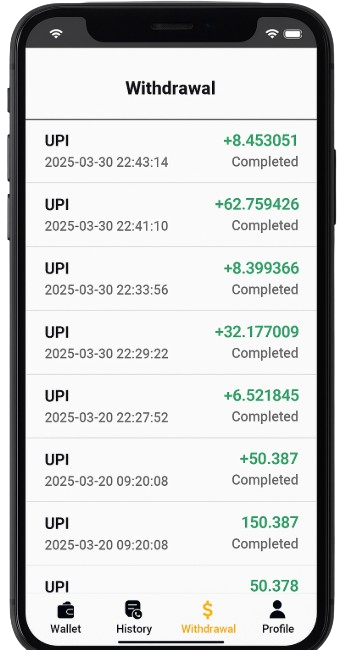 Withdrawal
UPI +8.453051
2025-03-30 22:43:14 Completed
UPI +62.759426
2025-03-30 22:41:10 Completed
UPI +8.399366
2025-03-30 22:33:56 Completed
UPI +32.177009
2025-03-30 22:29:22 Completed
UPI +6.521845
2025-03-20 22:27:52 Completed
UPI +50.387
2025-03-20 09:20:08 Completed
UPI 150.387
2025-03-20 09:20:08 Completed
UPI 50.378
Wallet History Withdrawal Profile